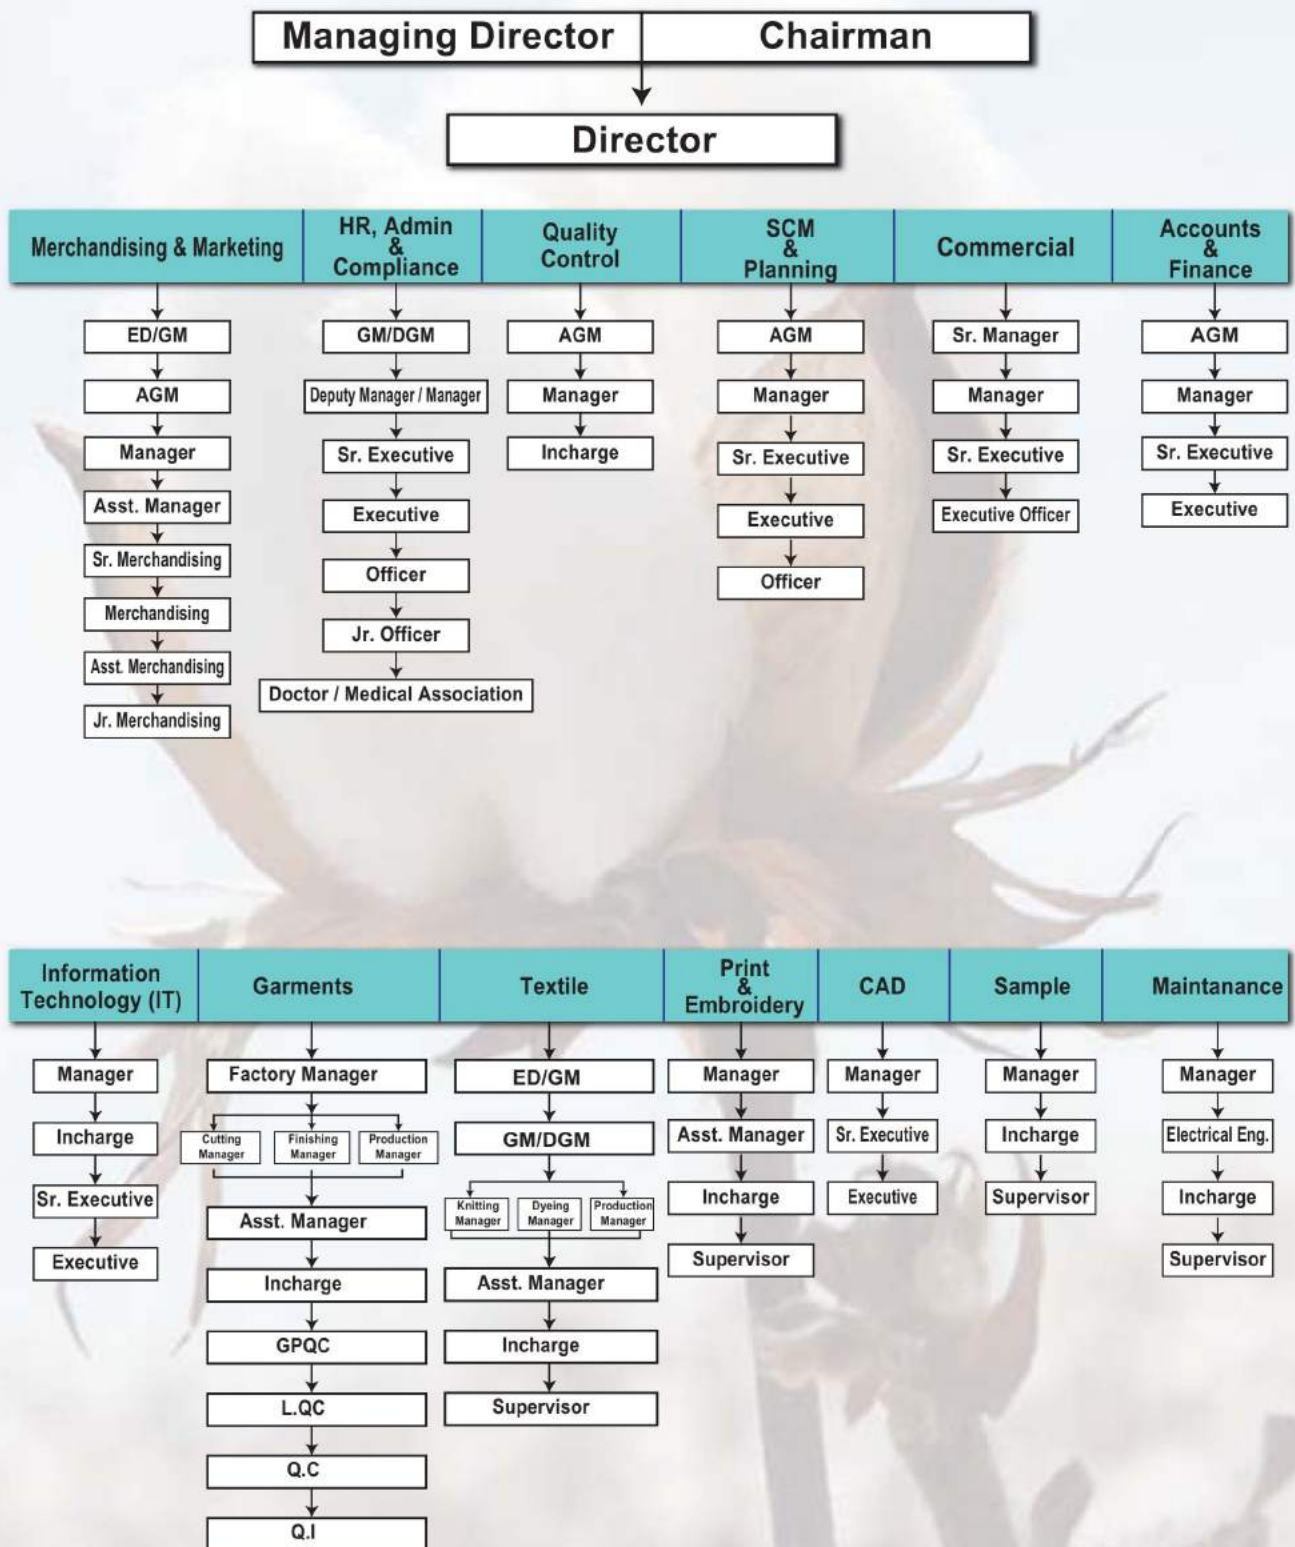 Managing Director
Chairman
Director
Merchandising & Marketing
HR, Admin
&
Compliance
Quality
Control
SCM
&
Planning
Commercial
Accounts
&
Finance
ED/GM
AGM
Manager
Asst. Manager
Sr. Merchandising
Merchandising
Asst. Merchandising
Jr. Merchandising
GM/DGM
Deputy Manager / Manager
Sr. Executive
Executive
Officer
Jr. Officer
Doctor / Medical Association
AGM
Manager
Incharge
AGM
Manager
Sr. Executive
Executive
Officer
Sr. Manager
Manager
Sr. Executive
Executive Officer
AGM
Manager
Sr. Executive
Executive
Information
Technology (IT)
Garments
Textile
Print
&
Embroidery
CAD
Sample
Maintanance
Manager
Incharge
Sr. Executive
Executive
Factory Manager
Cutting
Manager
Finishing
Manager
Production
Manager
Asst. Manager
Incharge
GPQC
L.QC
Q.C
Q.I
ED/GM
GM/DGM
Knitting
Manager
Dyeing
Manager
Production
Manager
Asst. Manager
Incharge
Supervisor
Manager
Asst. Manager
Incharge
Supervisor
Manager
Sr. Executive
Executive
Manager
Incharge
Supervisor
Manager
Electrical Eng.
Incharge
Supervisor